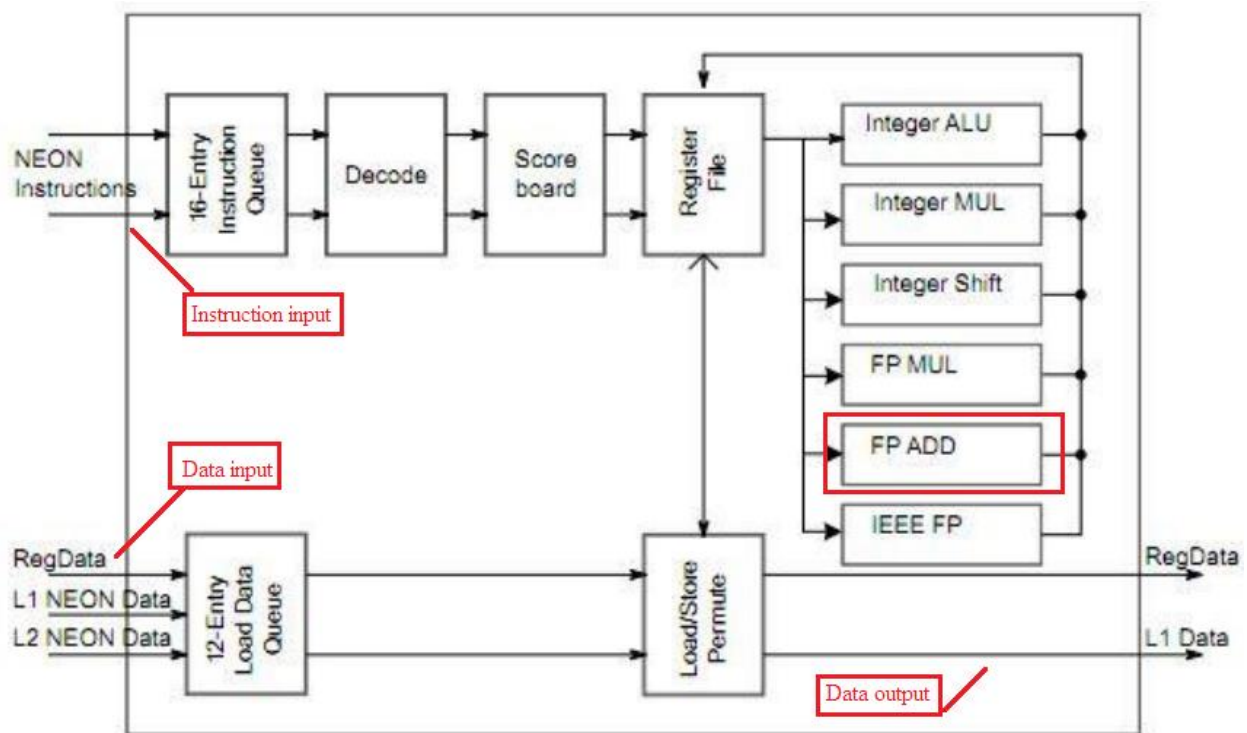 NEON
Instructions
16-Entry
Instruction
Queue
Decode
Score
board
Register
File
Integer ALU
Integer MUL
Integer Shift
FP MUL
FP ADD
IEEE FP
Instruction input
Data input
RegData
L1 NEON Data
L2 NEON Data
12-Entry
Load Data
Queue
Load/Store
Permute
RegData
L1 Data
Data output